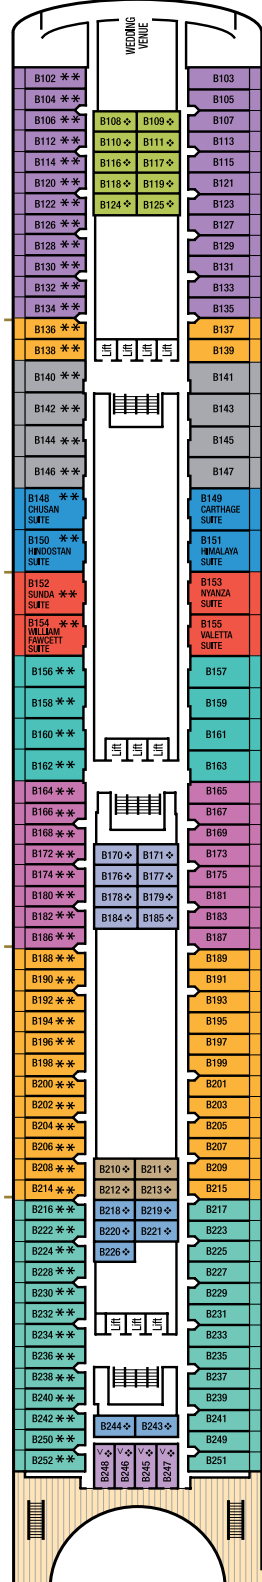 WEDDING
VENUE
B102 ** B103
B104 ** B105
B106 ** B108 ❖ B109 ❖ B107
B112 ** B110 ❖ B111 ❖ B113
B114 ** B116 ❖ B117 ❖ B115
B120 ** B118 ❖ B119 ❖ B121
B122 ** B124 ❖ B125 ❖ B123
B126 ** B127
B128 ** B129
B130 ** B131
B132 ** B133
B134 ** B135
B136 ** B137
B138 ** Lift Lift Lift Lift B139
B140 ** B141
B142 ** B143
B144 ** B145
B146 ** B147
B148 ** B149
CHUSAN CARTHAGE
SUITE SUITE
B150 ** B151
HINDOSTAN HIMALAYA
SUITE SUITE
B152 B153
SUNDA ** NYANZA
SUITE SUITE
B154 ** B155
WILLIAM VALETTA
FAWCETT SUITE
SUITE
B156 ** B157
B158 ** B159
B160 ** Lift Lift Lift B161
B162 ** B163
B164 ** B165
B166 ** B167
B168 ** B169
B172 ** B170 ❖ B171 ❖ B173
B174 ** B176 ❖ B177 ❖ B175
B180 ** B178 ❖ B179 ❖ B181
B182 ** B184 ❖ B185 ❖ B183
B186 ** B187
B188 ** B189
B190 ** B191
B192 ** B193
B194 ** B195
B196 ** B197
B198 ** B199
B200 ** B201
B202 ** B203
B204 ** B205
B206 ** B207
B208 ** B210 ❖ B211 ❖ B209
B214 ** B212 ❖ B213 ❖ B215
B216 ** B218 ❖ B219 ❖ B217
B222 ** B220 ❖ B221 ❖ B223
B224 ** B226 ❖ B225
B228 ** B227
B230 ** B229
B232 ** Lift Lift Lift B231
B234 ** B233
B236 ** B235
B238 ** B237
B240 ** B239
B242 ** B244 ❖ B243 ❖ B241
B250 ** B249
B252 ** B248 ❖ < B246 ❖ < B245 ❖ < B247 ❖ < B251